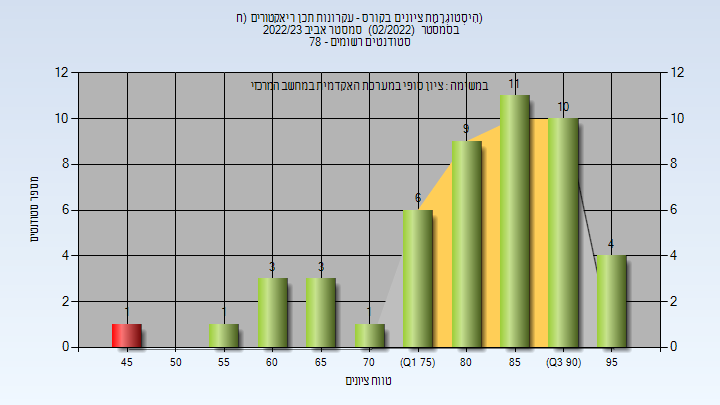 (היסטוגרמת ציונים בקורס - עקרונות תכן ריאקטורים (ח
בסמסטר (02/2022) סמסטר אביב 2022/23
סטודנטים רשומים - 78
במשימה : ציון סופי במערכת האקדמית במחשב המרכזי
מספר סטודנטים
12 12
10 10
8 8
6 6
4 4
2 2
0 0
1 1 3 3 1 6 9 11 10 4
45 50 55 60 65 70 (Q1 75) 80 85 (Q3 90) 95
טווח ציונים